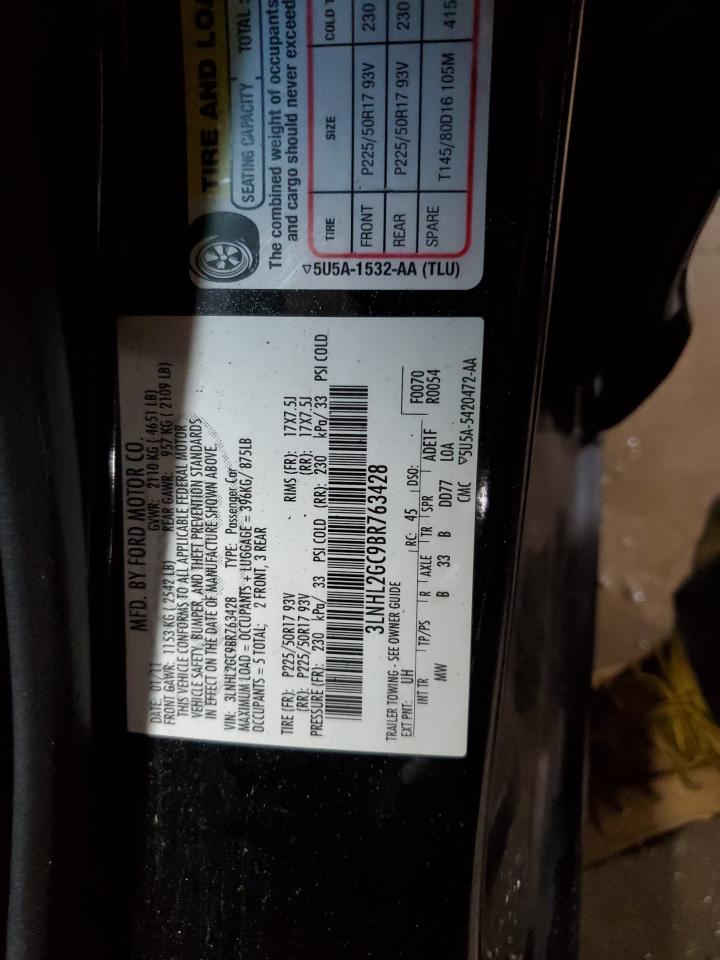 TIRE AND LOA
SEATING CAPACITY TOTAL
The combined weight of occupants
and cargo should never exceed
TIRE SIZE COLD T
FRONT P225/50R17 93V 230
REAR P225/50R17 93V 230
SPARE T145/80D16 105M 415
5U5A-1532-AA (TLU)
MFD. BY FORD MOTOR CO.
DATE: 01/11 GVWR: 2110 KG ( 4651 LB)
FRONT GAWR: 1153 KG ( 2542 LB) REAR GAWR: 957 KG ( 2109 LB)
THIS VEHICLE CONFORMS TO ALL APPLICABLE FEDERAL MOTOR
VEHICLE SAFETY, BUMPER, AND THEFT PREVENTION STANDARDS
IN EFFECT ON THE DATE OF MANUFACTURE SHOWN ABOVE.
VIN: 3LNHL2GC9BR763428 TYPE: Passenger Car
MAXIMUM LOAD = OCCUPANTS + LUGGAGE = 396KG/ 875LB
OCCUPANTS = 5 TOTAL; 2 FRONT, 3 REAR
TIRE (FR): P225/50R17 93V RIMS (FR): 17X7.5J
(RR): P225/50R17 93V (RR): 17X7.5J
PRESSURE (FR): 230 kPa/ 33 PSI COLD (RR): 230 kPa/ 33 PSI COLD
3LNHL2GC9BR763428
TRAILER TOWING - SEE OWNER GUIDE
F0070
R0054
EXT PNT: UH RC: 45 DSO:
INT TR TP/PS R AXLE TR SPR ADE1F
MW B 33 B DD77 LOA
CMC 5U5A-5420472-AA